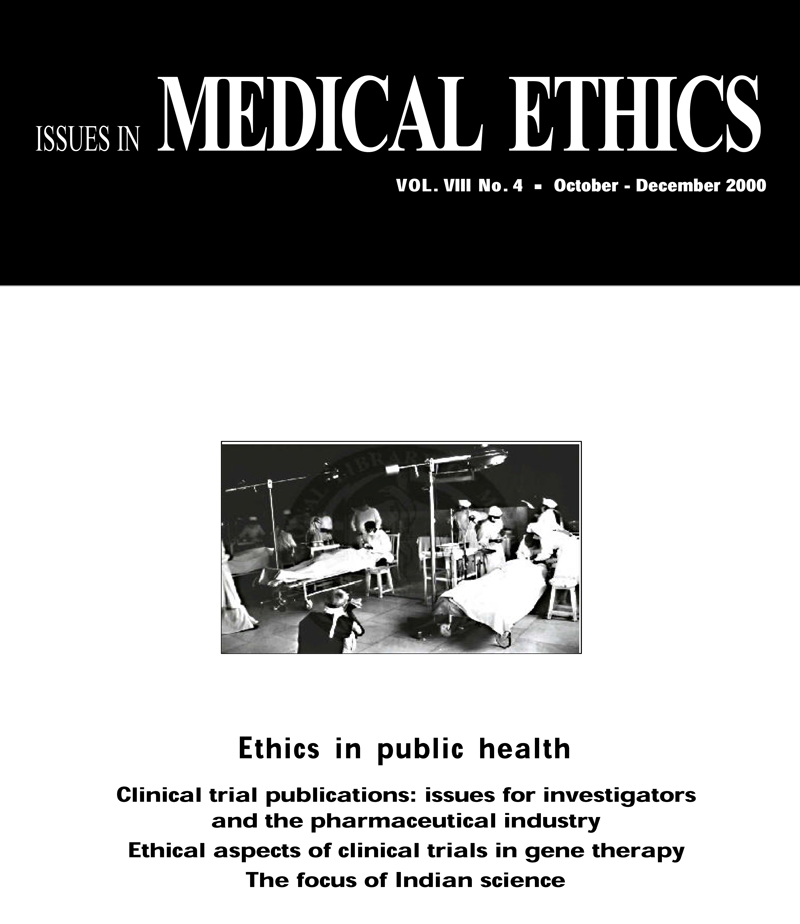 ISSUES IN MEDICAL ETHICS
VOL. VIII No. 4 - October - December 2000
Ethics in public health
Clinical trial publications: issues for investigators
and the pharmaceutical industry
Ethical aspects of clinical trials in gene therapy
The focus of Indian science